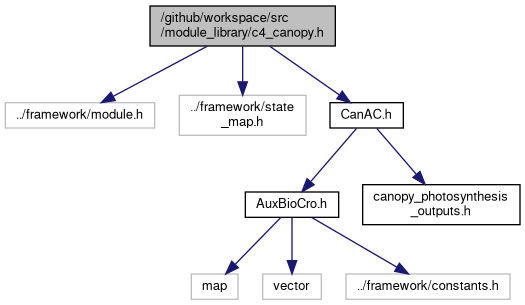 /github/workspace/src
/module_library/c4_canopy.h
../framework/module.h
../framework/state
_map.h
CanAC.h
AuxBioCro.h
canopy_photosynthesis
_outputs.h
map
vector
../framework/constants.h